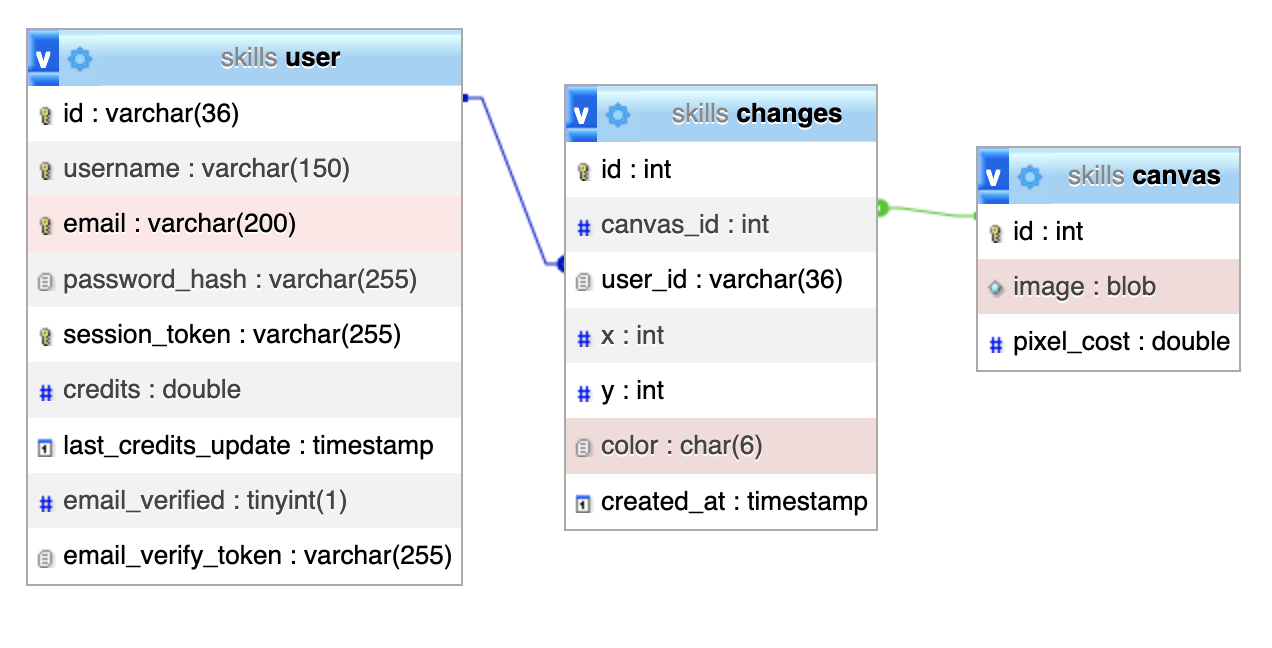 v skills user
id : varchar(36)
username : varchar(150)
email : varchar(200)
password_hash : varchar(255)
session_token : varchar(255)
# credits : double
last_credits_update : timestamp
# email_verified : tinyint(1)
email_verify_token : varchar(255)
v skills changes
id : int
# canvas_id : int
user_id : varchar(36)
# x : int
# y : int
color : char(6)
created_at : timestamp
v skills canvas
id : int
image : blob
# pixel_cost : double